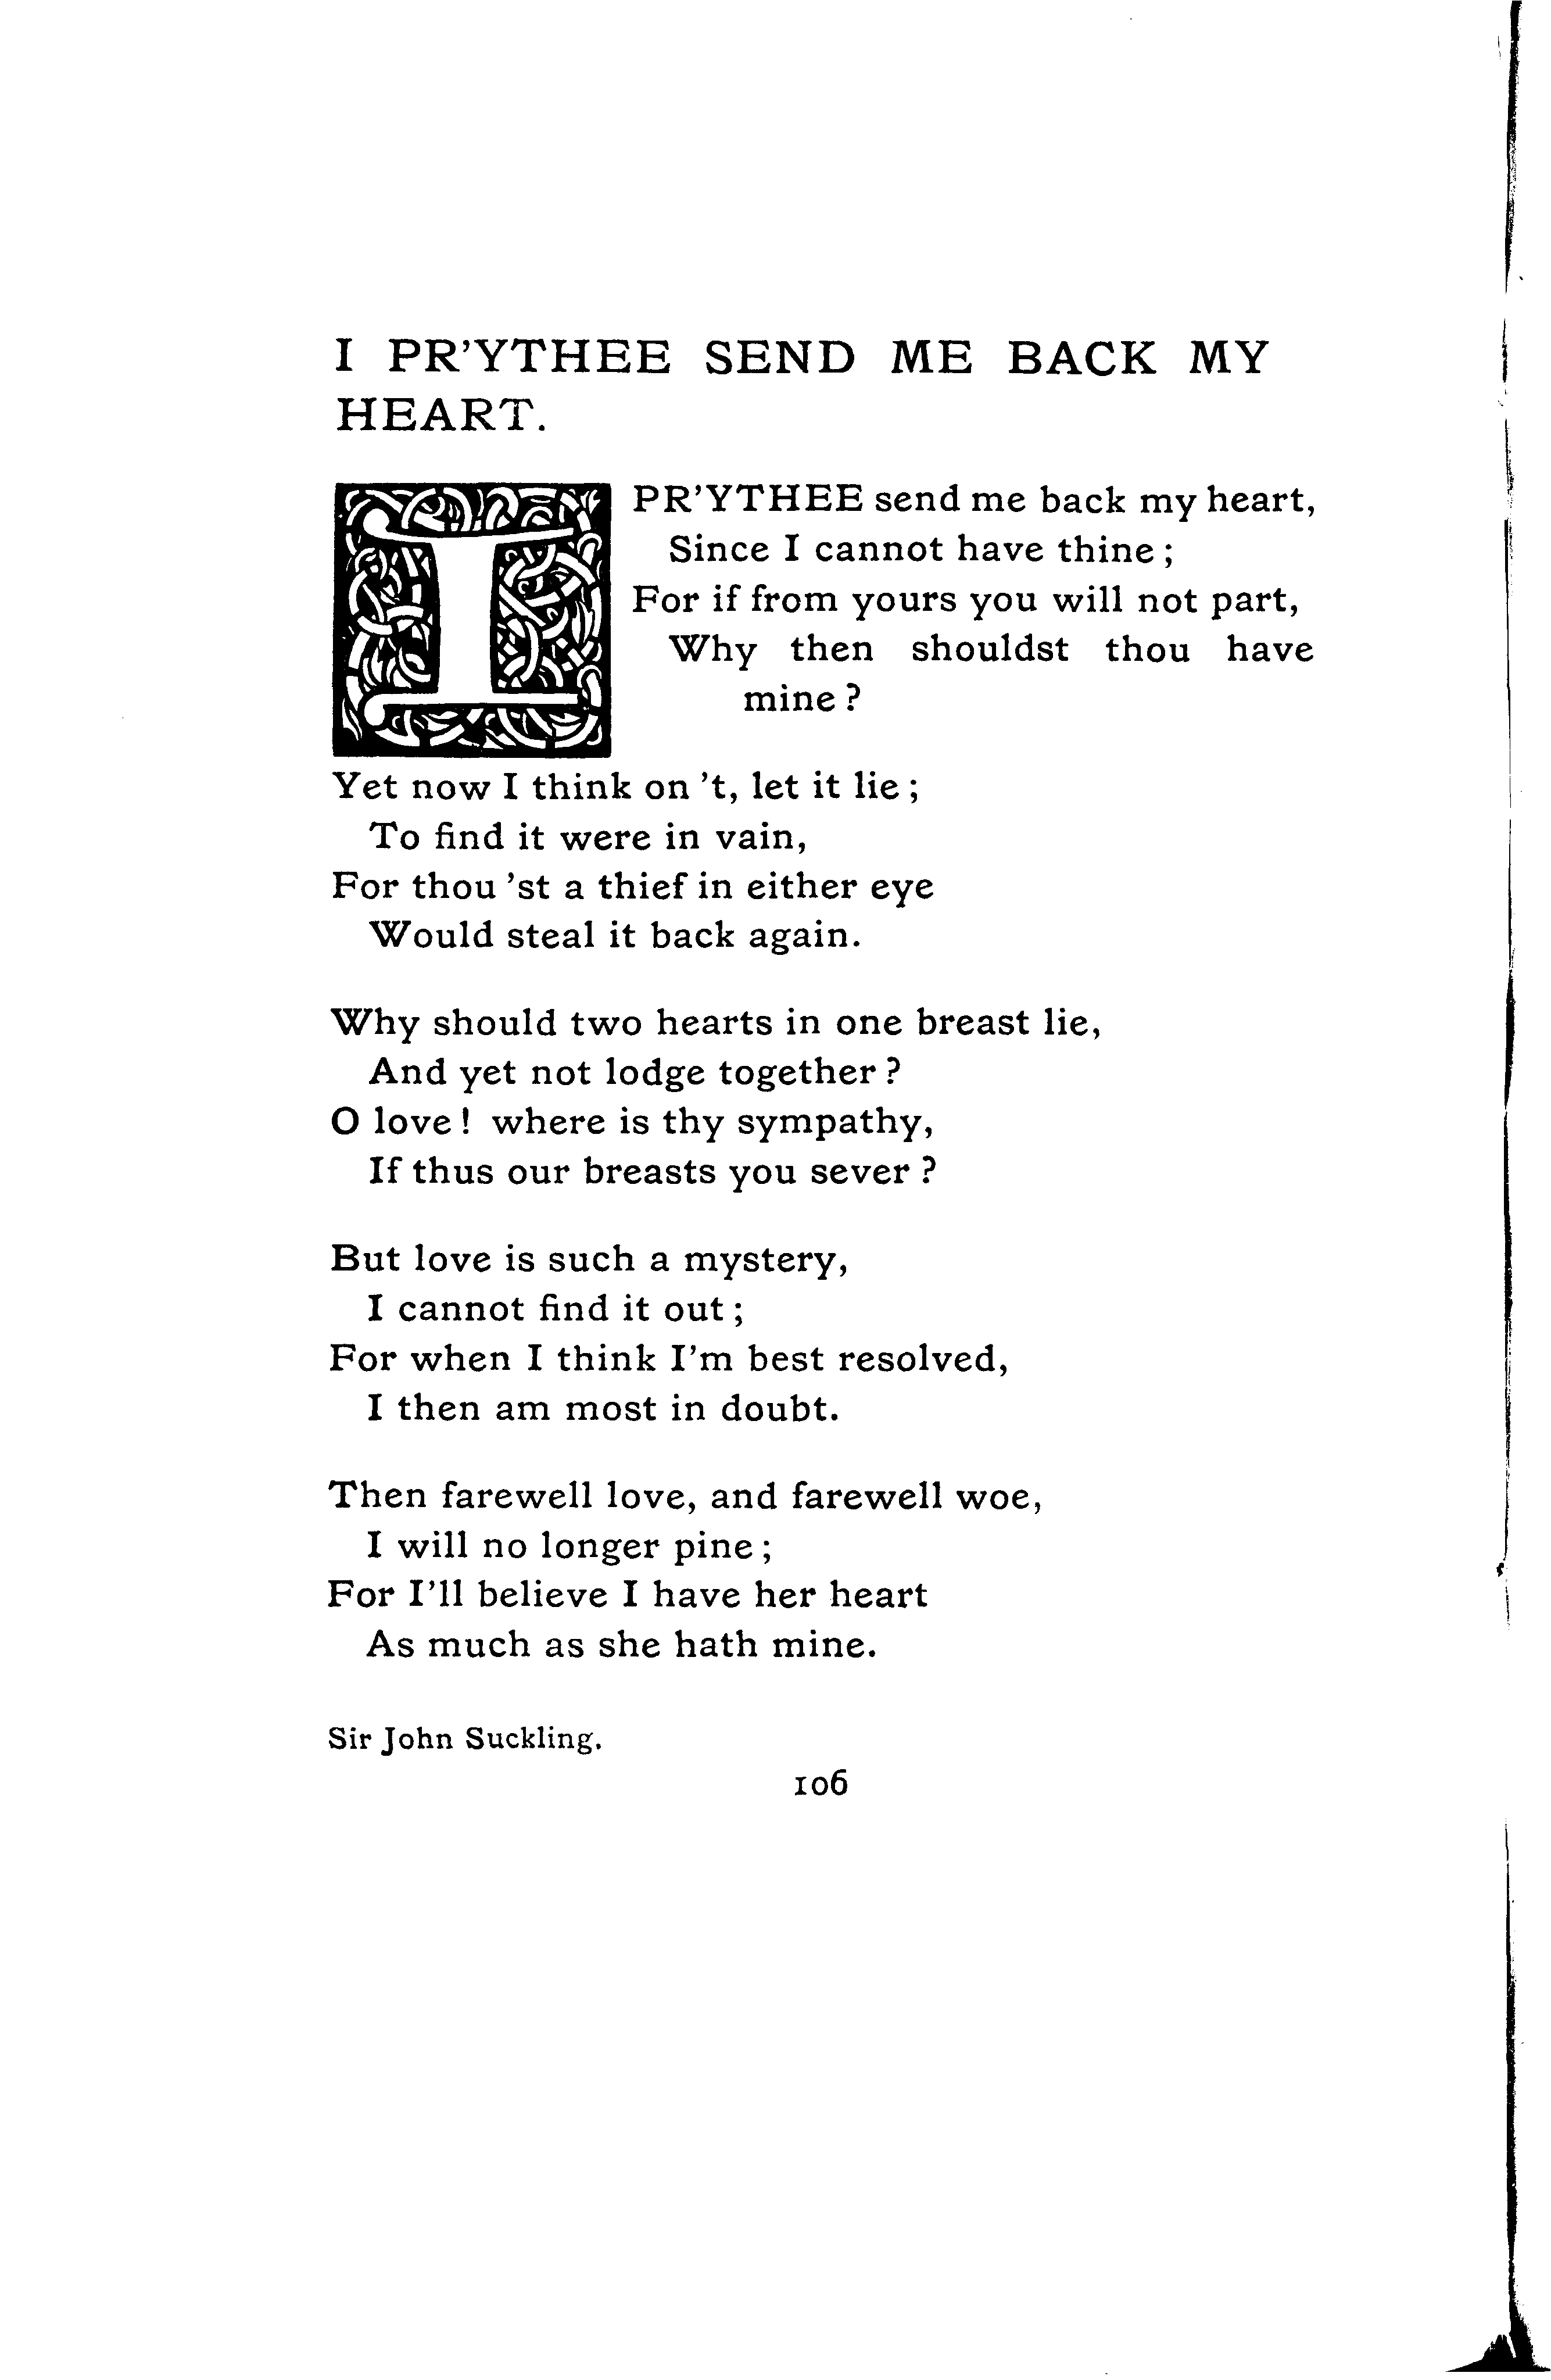 I PR’YTHEE SEND ME BACK MY
HEART.
I PR’YTHEE send me back my heart,
Since I cannot have thine ;
For if from yours you will not part,
Why then shouldst thou have
mine ?
Yet now I think on ’t, let it lie ;
To find it were in vain,
For thou ’st a thief in either eye
Would steal it back again.
Why should two hearts in one breast lie,
And yet not lodge together ?
O love ! where is thy sympathy,
If thus our breasts you sever ?
But love is such a mystery,
I cannot find it out ;
For when I think I’m best resolved,
I then am most in doubt.
Then farewell love, and farewell woe,
I will no longer pine ;
For I’ll believe I have her heart
As much as she hath mine.
Sir John Suckling.
106